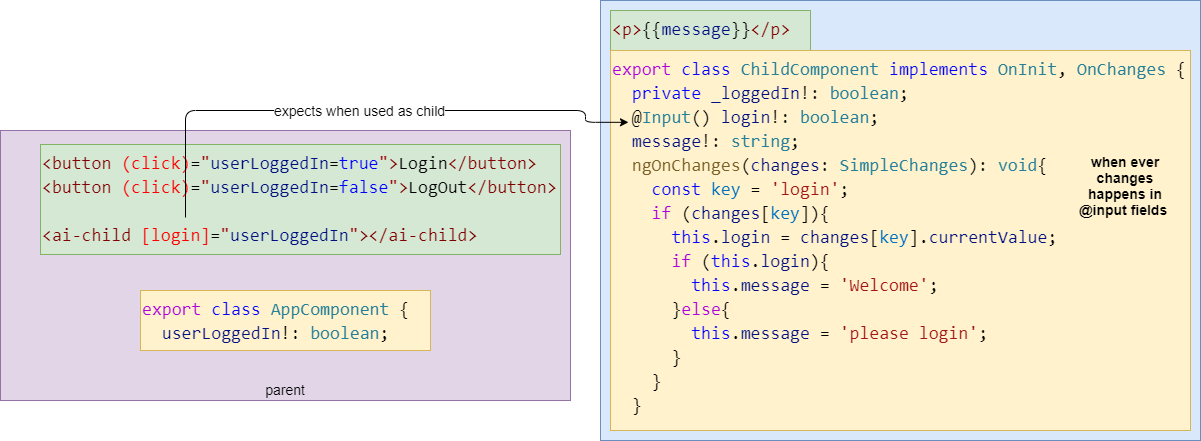 <p>{{message}}</p>
export class ChildComponent implements OnInit, OnChanges {
private _loggedIn!: boolean;
@Input() login!: boolean;
message!: string;
ngOnChanges(changes: SimpleChanges): void{
const key = 'login';
if (changes[key]){
this.login = changes[key].currentValue;
if (this.login){
this.message = 'Welcome';
}else{
this.message = 'please login';
}
}
}
when ever
changes
happens in
@input fields
expects when used as child
<button (click)="userLoggedIn=true">Login</button>
<button (click)="userLoggedIn=false">LogOut</button>
<ai-child [login]="userLoggedIn"></ai-child>
export class AppComponent {
userLoggedIn!: boolean;
parent